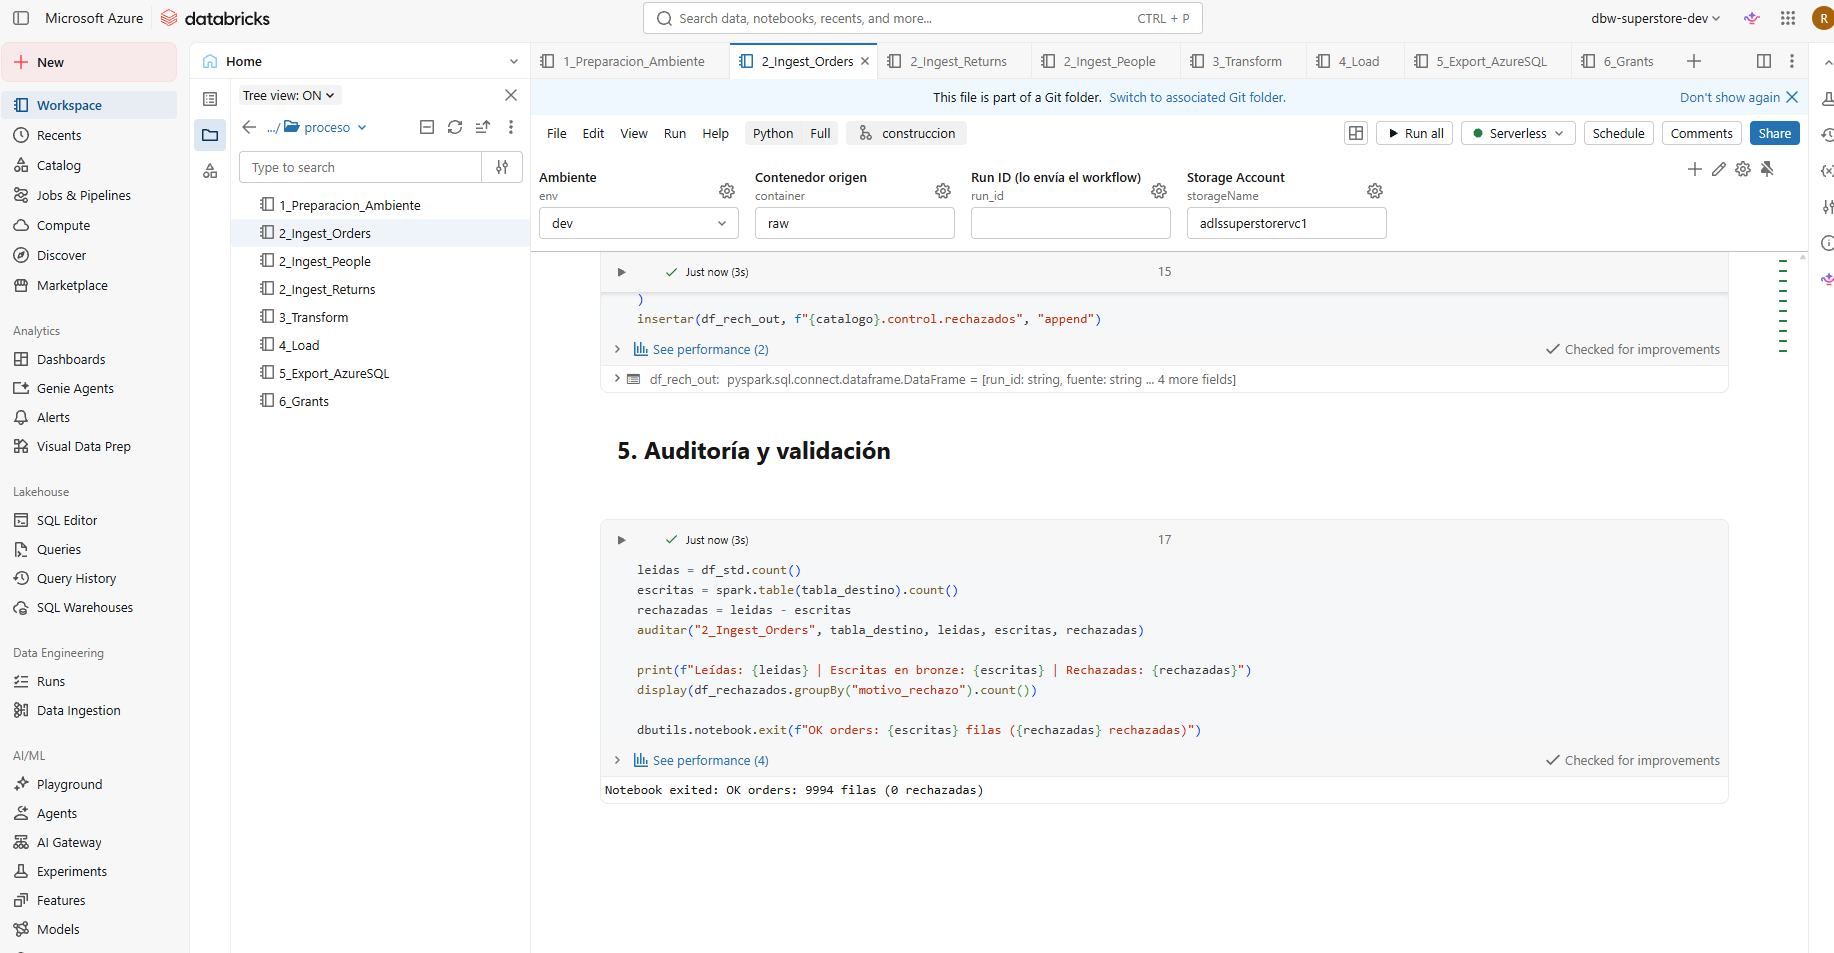 Microsoft Azure databricks
Search data, notebooks, recents, and more... CTRL + P
dbw-superstore-dev
R
New
Workspace
Recents
Catalog
Jobs & Pipelines
Compute
Discover
Marketplace
Analytics
Dashboards
Genie Agents
Alerts
Visual Data Prep
Lakehouse
SQL Editor
Queries
Query History
SQL Warehouses
Data Engineering
Runs
Data Ingestion
AI/ML
Playground
Agents
AI Gateway
Experiments
Features
Models
Home
Tree view: ON
.../ proceso
Type to search
1_Preparacion_Ambiente
2_Ingest_Orders
2_Ingest_People
2_Ingest_Returns
3_Transform
4_Load
5_Export_AzureSQL
6_Grants
1_Preparacion_Ambiente 2_Ingest_Orders 2_Ingest_Returns 2_Ingest_People 3_Transform 4_Load 5_Export_AzureSQL 6_Grants
This file is part of a Git folder. Switch to associated Git folder. Don't show again
File Edit View Run Help Python Full construccion Run all Serverless Schedule Comments Share
Ambiente Contenedor origen Run ID (lo envía el workflow) Storage Account
env container run_id storageName
dev raw adlssuperstorervc1
Just now (3s) 15
)
insertar(df_rech_out, f"{catalogo}.control.rechazados", "append")
See performance (2) Checked for improvements
df_rech_out: pyspark.sql.connect.dataframe.DataFrame = [run_id: string, fuente: string ... 4 more fields]
5. Auditoría y validación
Just now (3s) 17
leidas = df_std.count()
escritas = spark.table(tabla_destino).count()
rechazadas = leidas - escritas
auditar("2_Ingest_Orders", tabla_destino, leidas, escritas, rechazadas)
print(f"Leídas: {leidas} | Escritas en bronze: {escritas} | Rechazadas: {rechazadas}")
display(df_rechazados.groupBy("motivo_rechazo").count())
dbutils.notebook.exit(f"OK orders: {escritas} filas ({rechazadas} rechazadas)")
See performance (4) Checked for improvements
Notebook exited: OK orders: 9994 filas (0 rechazadas)